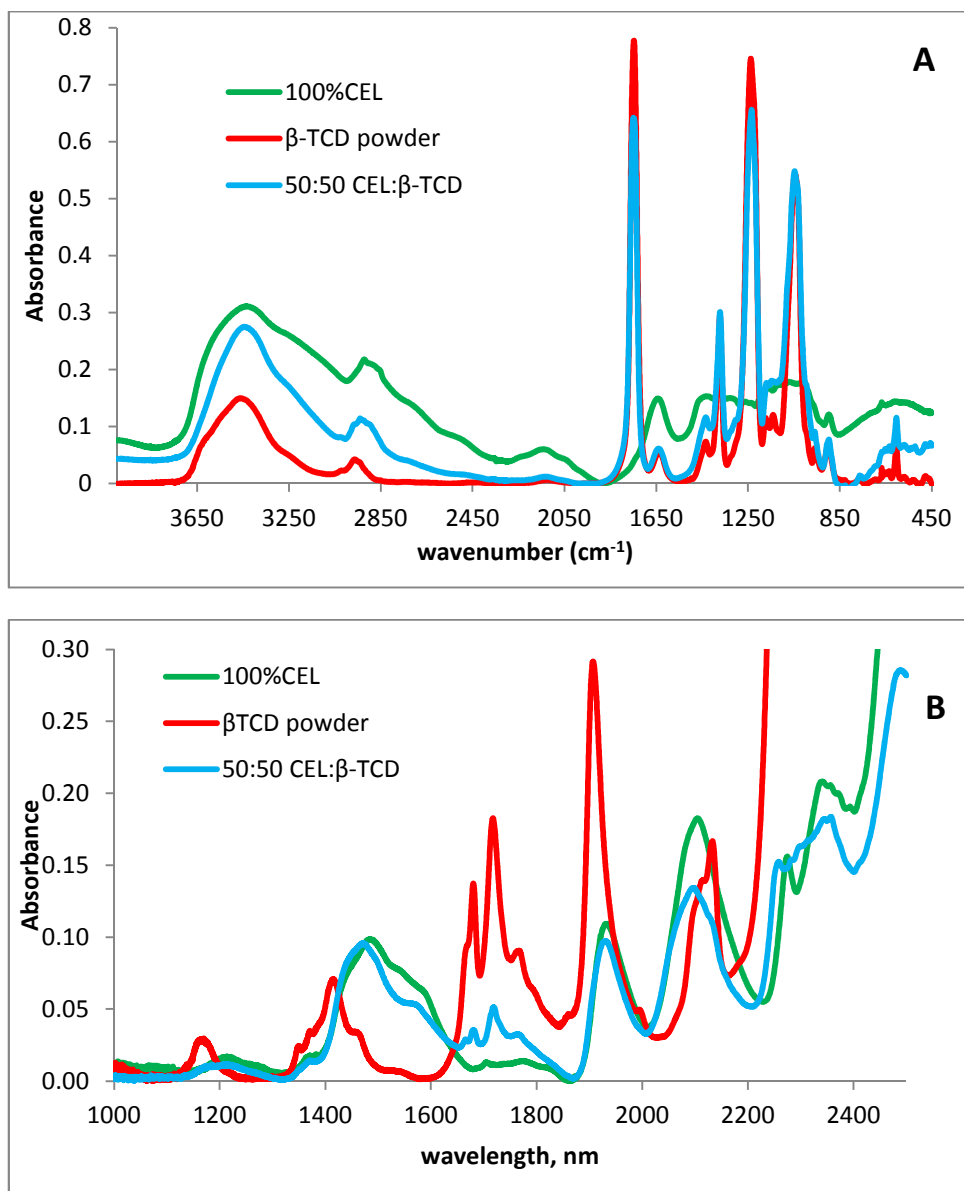 A
0.8
0.7
0.6
0.5
0.4
0.3
0.2
0.1
0
Absorbance
100%CEL
β-TCD powder
50:50 CEL:β-TCD
3650 3250 2850 2450 2050 1650 1250 850 450
wavenumber (cm⁻¹)
B
0.30
0.25
0.20
0.15
0.10
0.05
0.00
Absorbance
100%CEL
βTCD powder
50:50 CEL:β-TCD
1000 1200 1400 1600 1800 2000 2200 2400
wavelength, nm